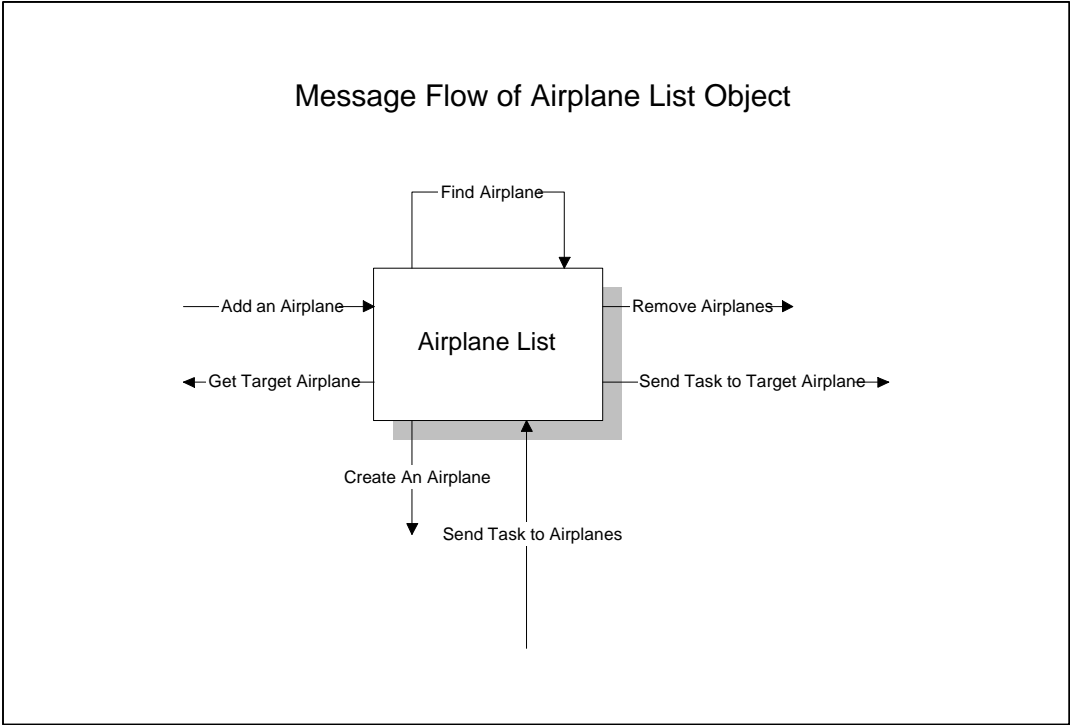 Message Flow of Airplane List Object
Find Airplane
Add an Airplane
Remove Airplanes
Airplane List
Get Target Airplane
Send Task to Target Airplane
Create An Airplane
Send Task to Airplanes